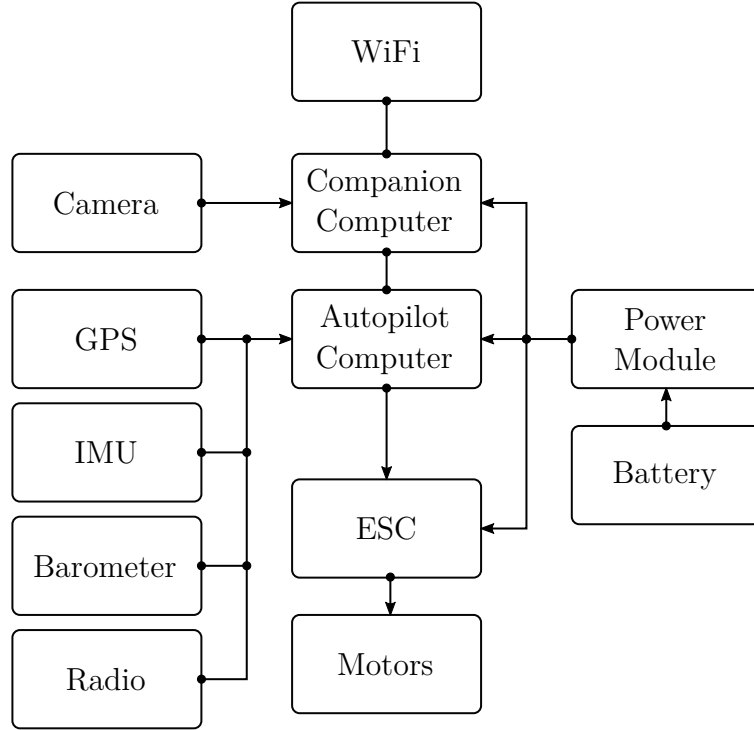 WiFi
Camera
Companion
Computer
GPS
Autopilot
Computer
Power
Module
IMU
Battery
ESC
Barometer
Radio
Motors